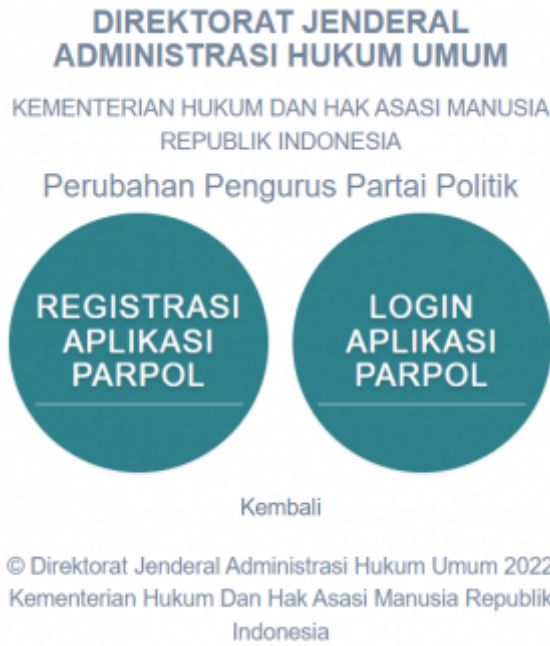 DIREKTORAT JENDERAL
ADMINISTRASI HUKUM UMUM
KEMENTERIAN HUKUM DAN HAK ASASI MANUSIA
REPUBLIK INDONESIA
Perubahan Pengurus Partai Politik
REGISTRASI
APLIKASI
PARPOL
LOGIN
APLIKASI
PARPOL
Kembali
© Direktorat Jenderal Administrasi Hukum Umum 2022
Kementerian Hukum Dan Hak Asasi Manusia Republik
Indonesia